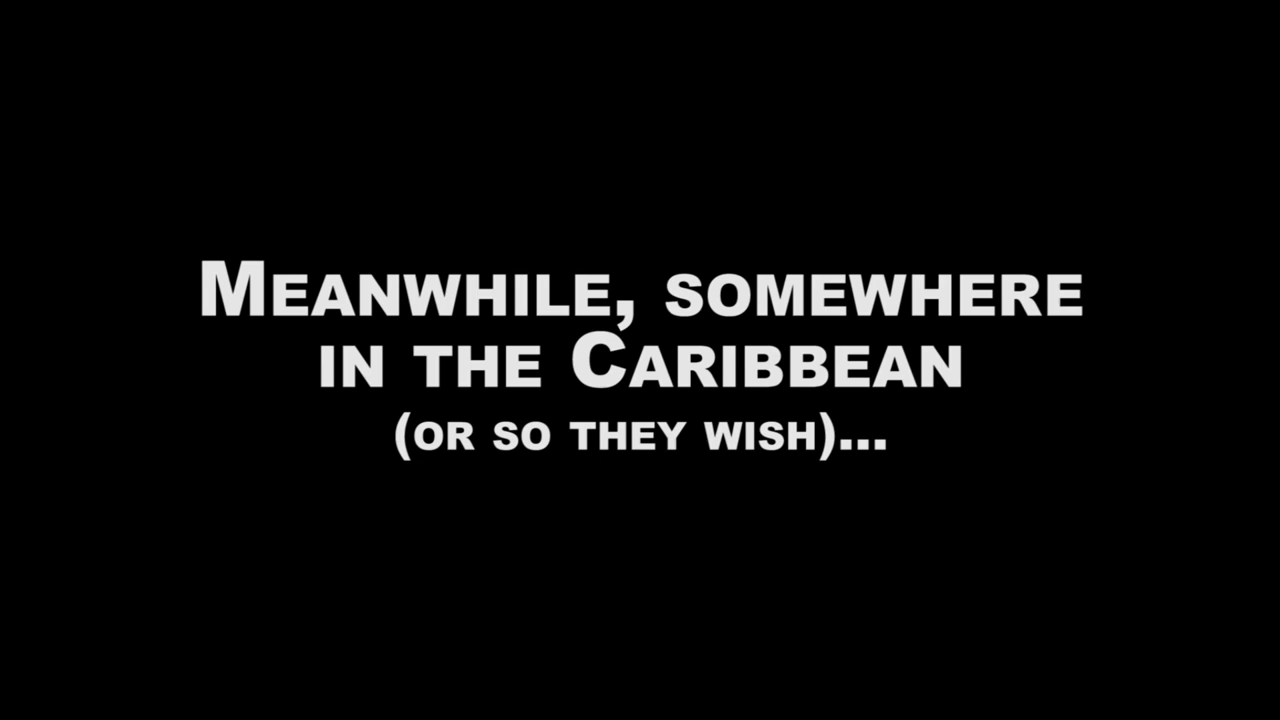 Meanwhile, somewhere
in the Caribbean
(or so they wish)...